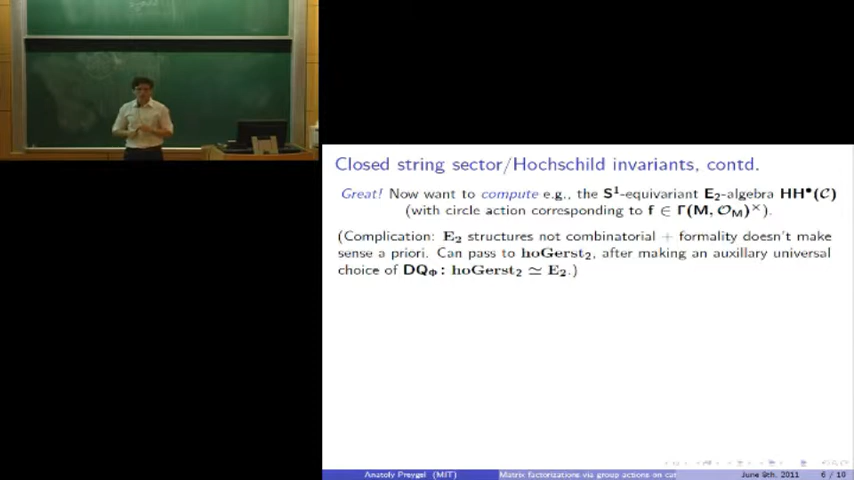 Closed string sector/Hochschild invariants, contd.
Great! Now want to compute e.g., the S¹-equivariant E₂-algebra HH•(C)
(with circle action corresponding to f ∈ Γ(M, O_M)×).
(Complication: E₂ structures not combinatorial + formality doesn't make
sense a priori. Can pass to hoGerst₂, after making an auxillary universal
choice of DQ_Φ : hoGerst₂ ≃ E₂.)
Anatoly Preygel (MIT) Matrix factorizations via group actions on cat June 9th, 2011 6 / 10